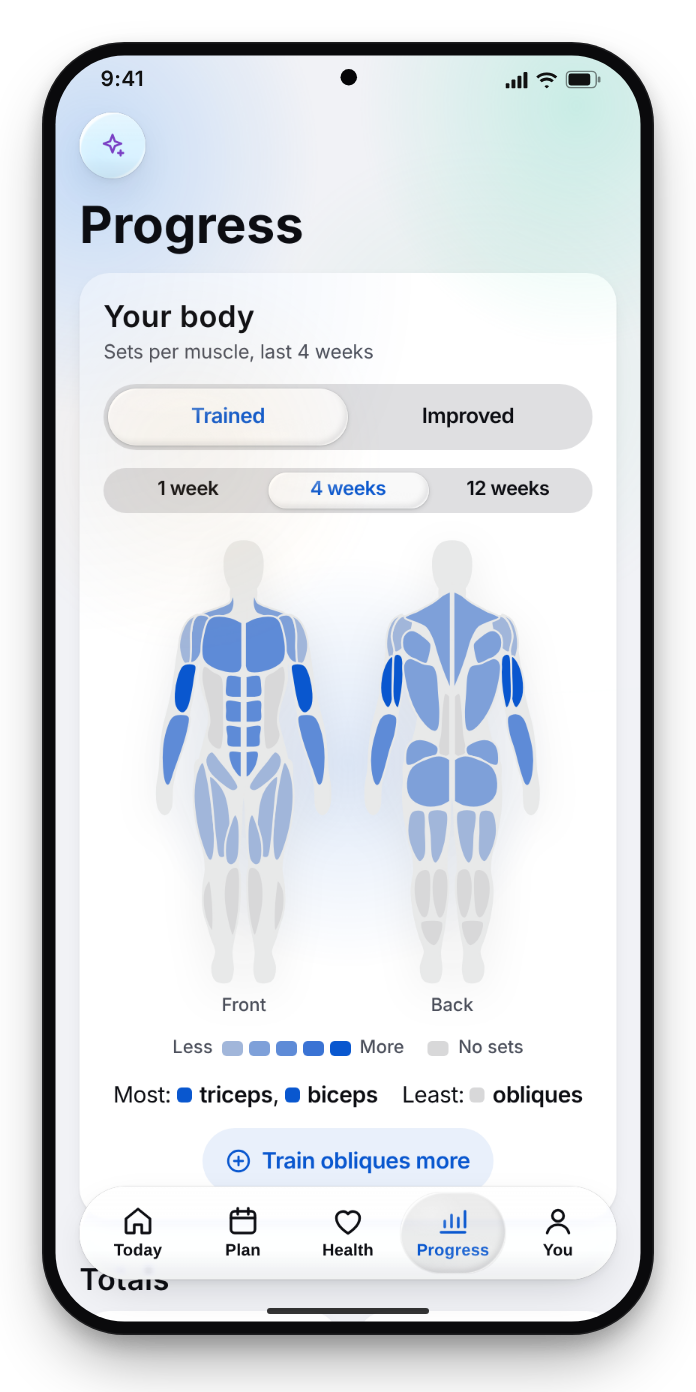 9:41
Progress
Your body
Sets per muscle, last 4 weeks
Trained Improved
1 week 4 weeks 12 weeks
Front Back
Less More No sets
Most: triceps, biceps Least: obliques
Train obliques more
Today Plan Health Progress You
Totals